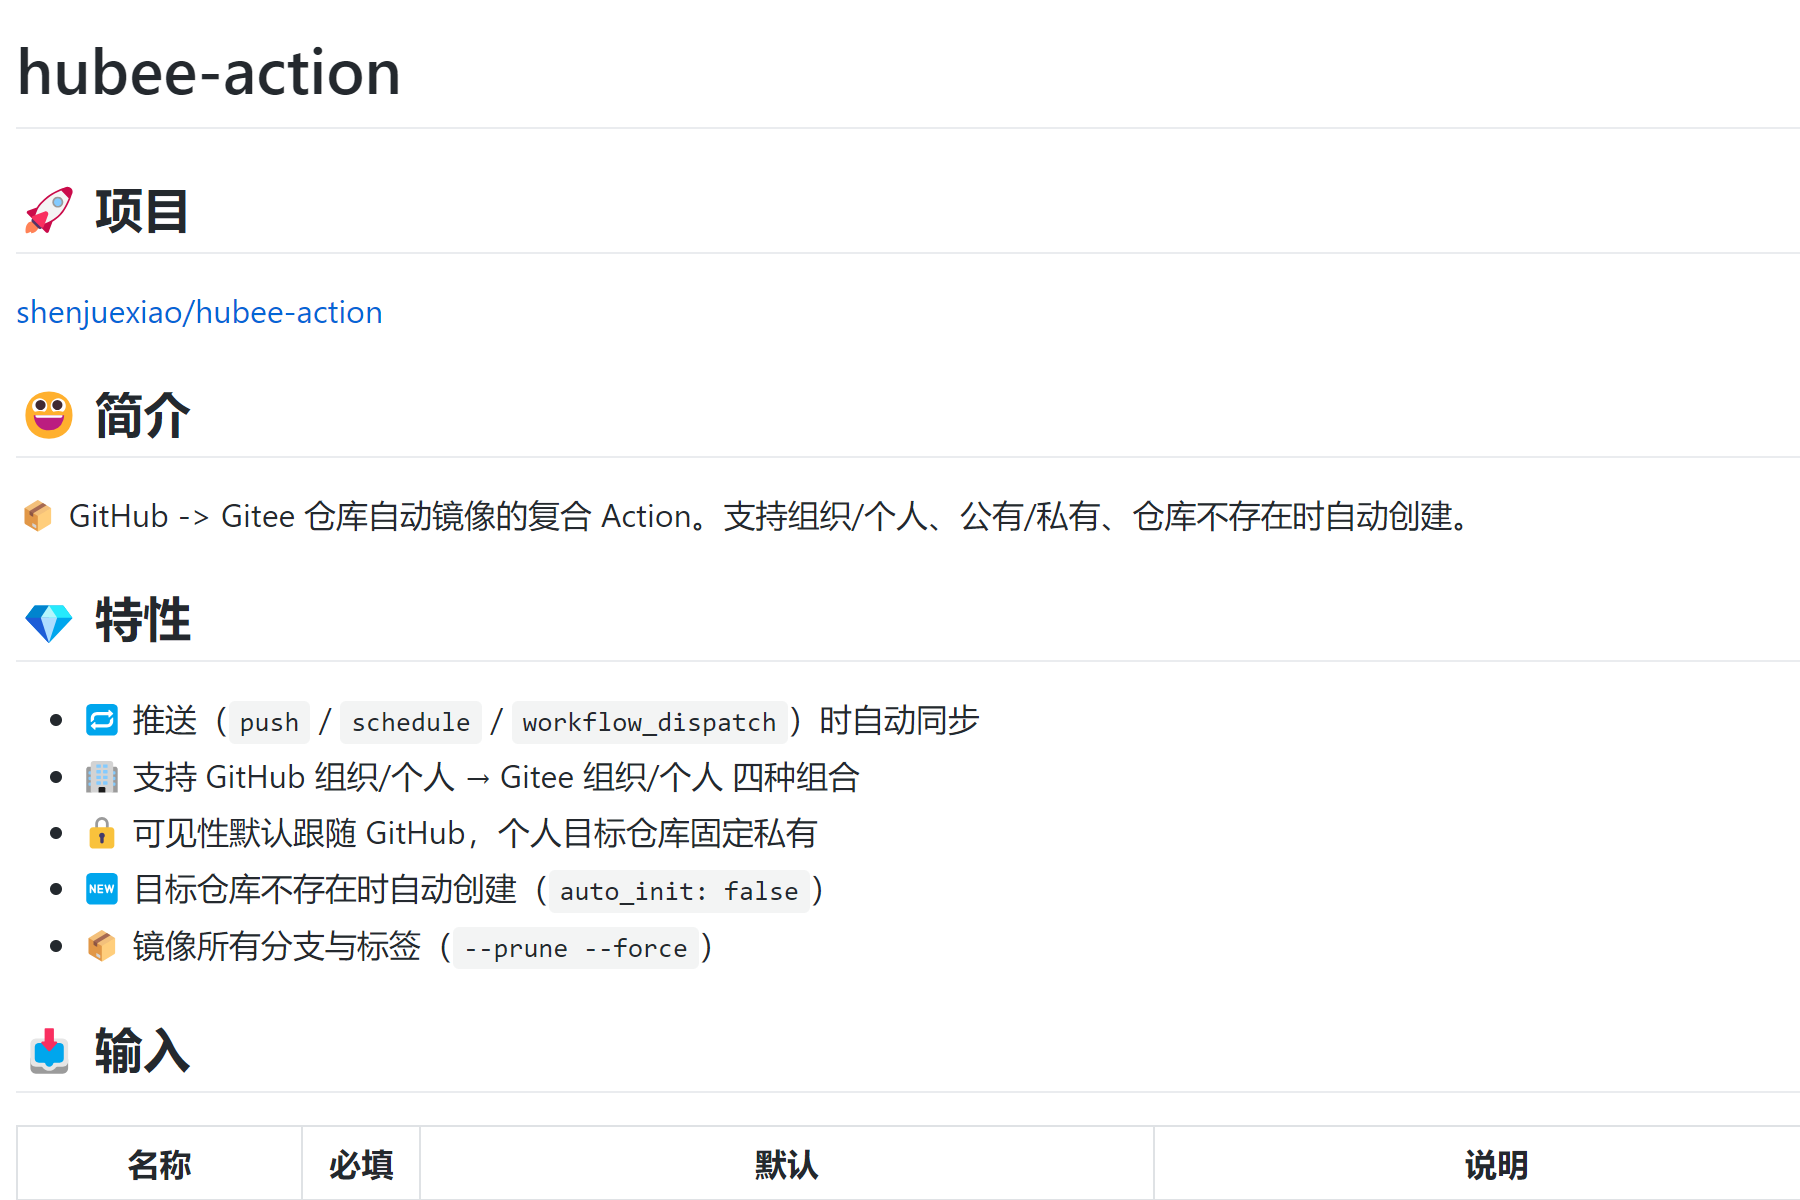 hubee-action
🚀 项目
shenjuexiao/hubee-action
😀 简介
📦 GitHub -> Gitee 仓库自动镜像的复合 Action。支持组织/个人、公有/私有、仓库不存在时自动创建。
💎 特性
• 🔁 推送（push / schedule / workflow_dispatch）时自动同步
• 🏢 支持 GitHub 组织/个人 → Gitee 组织/个人 四种组合
• 🔒 可见性默认跟随 GitHub，个人目标仓库固定私有
• 🆕 目标仓库不存在时自动创建（auto_init: false）
• 📦 镜像所有分支与标签（--prune --force）
📥 输入
名称 必填 默认 说明